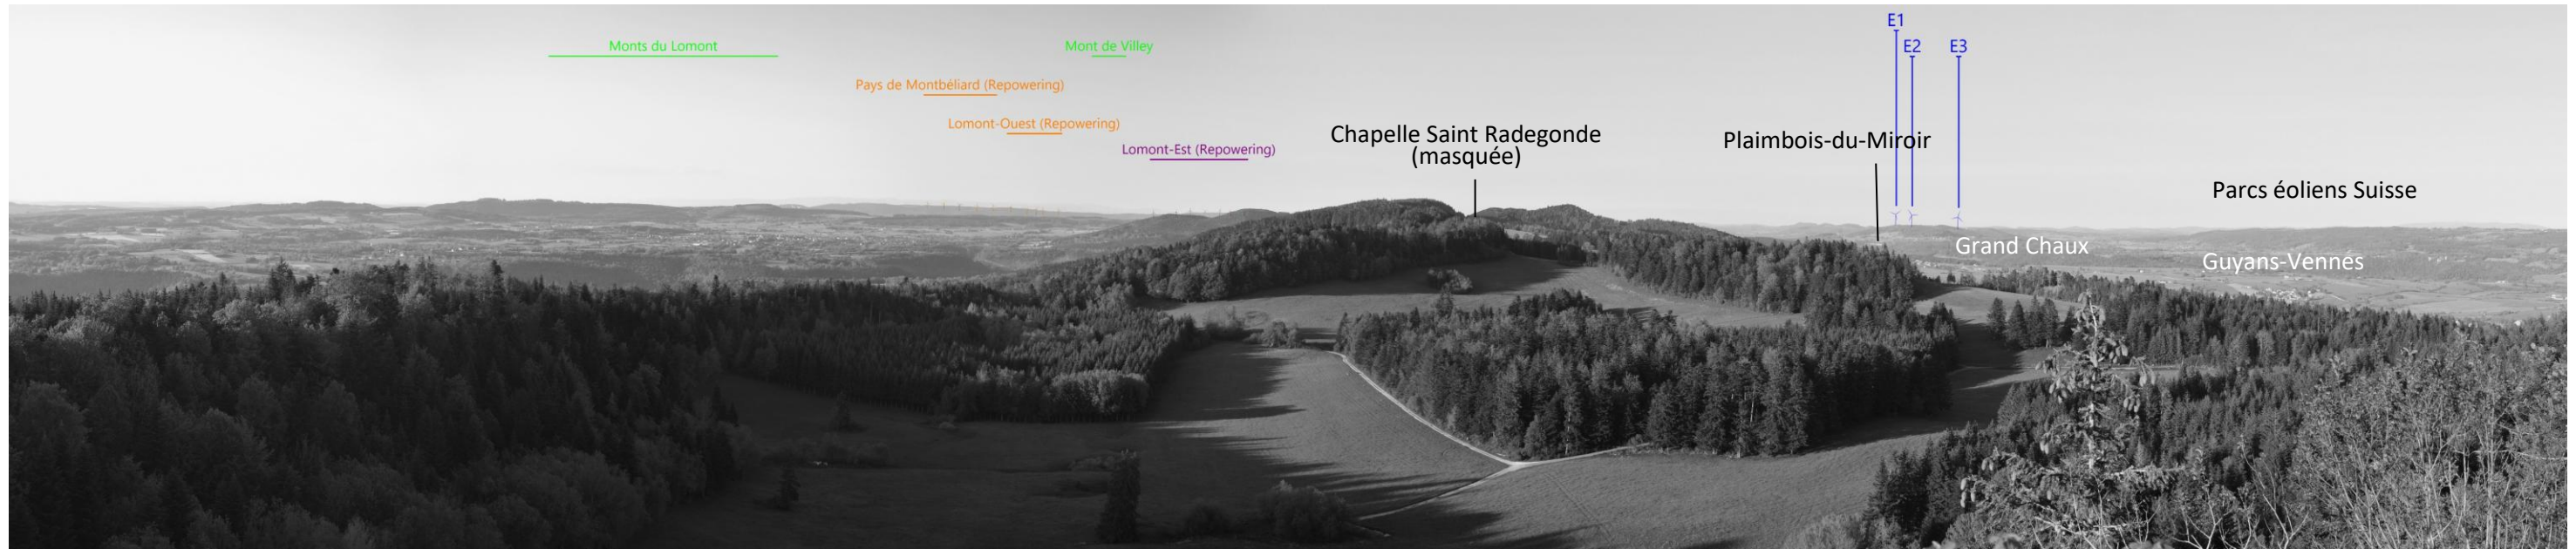 E1
E2
E3
Monts du Lomont
Mont de Villey
Pays de Montbéliard (Repowering)
Lomont-Ouest (Repowering)
Lomont-Est (Repowering)
Chapelle Saint Radegonde
(masquée)
Plaimbois-du-Miroir
Parcs éoliens Suisse
Grand Chaux
Guyans-Vennes